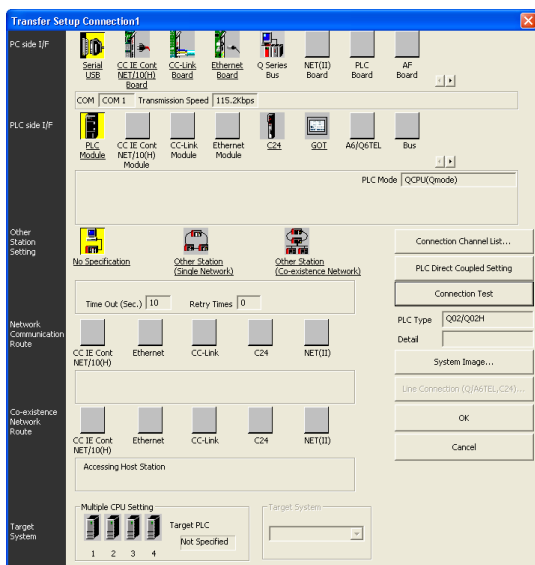 Transfer Setup Connection1
PC side I/F
Serial USB
CC IE Cont NET/10(H) Board
CC-Link Board
Ethernet Board
Q Series Bus
NET(II) Board
PLC Board
AF Board
COM COM 1 Transmission Speed 115.2Kbps
PLC side I/F
PLC Module
CC IE Cont NET/10(H) Module
CC-Link Module
Ethernet Module
C24
GOT
A6/Q6TEL
Bus
PLC Mode QCPU(Qmode)
Other Station Setting
No Specification
Other Station (Single Network)
Other Station (Co-existence Network)
Time Out (Sec.) 10 Retry Times 0
Connection Channel List...
PLC Direct Coupled Setting
Connection Test
PLC Type Q02/Q02H
Detail
System Image...
Line Connection (Q/A6TEL,C24)...
OK
Cancel
Network Communication Route
CC IE Cont NET/10(H)
Ethernet
CC-Link
C24
NET(II)
Co-existence Network Route
CC IE Cont NET/10(H)
Ethernet
CC-Link
C24
NET(II)
Accessing Host Station
Target System
Multiple CPU Setting
1 2 3 4
Target PLC
Not Specified
Target System